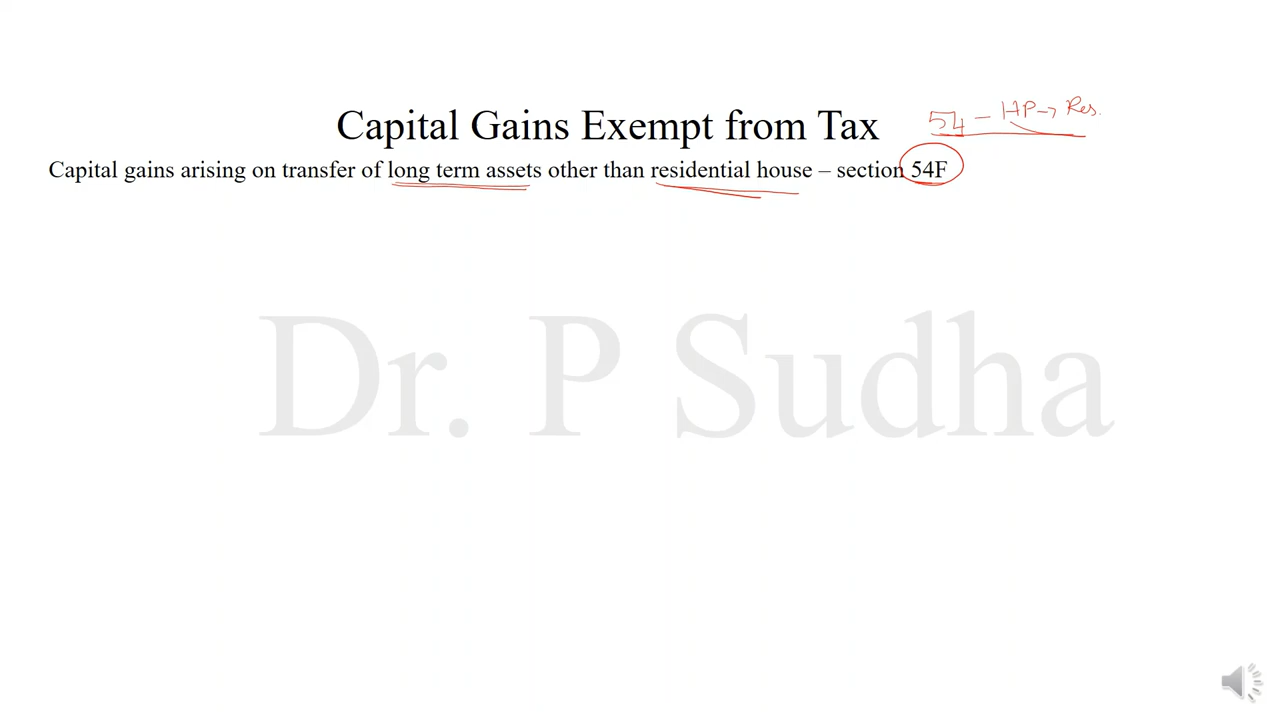 Capital Gains Exempt from Tax
54 - HP → Res.
Capital gains arising on transfer of long term assets other than residential house – section 54F
Dr. P Sudha